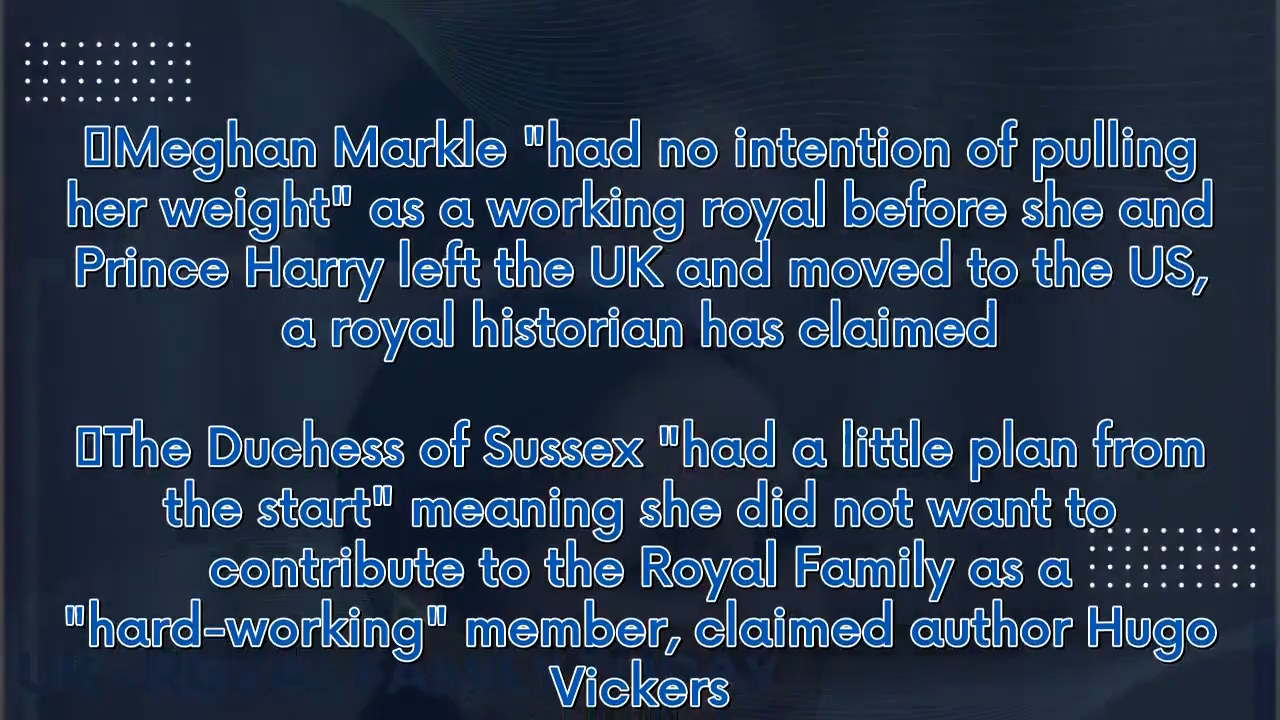 Meghan Markle "had no intention of pulling
her weight" as a working royal before she and
Prince Harry left the UK and moved to the US,
a royal historian has claimed
The Duchess of Sussex "had a little plan from
the start" meaning she did not want to
contribute to the Royal Family as a
"hard-working" member, claimed author Hugo
Vickers